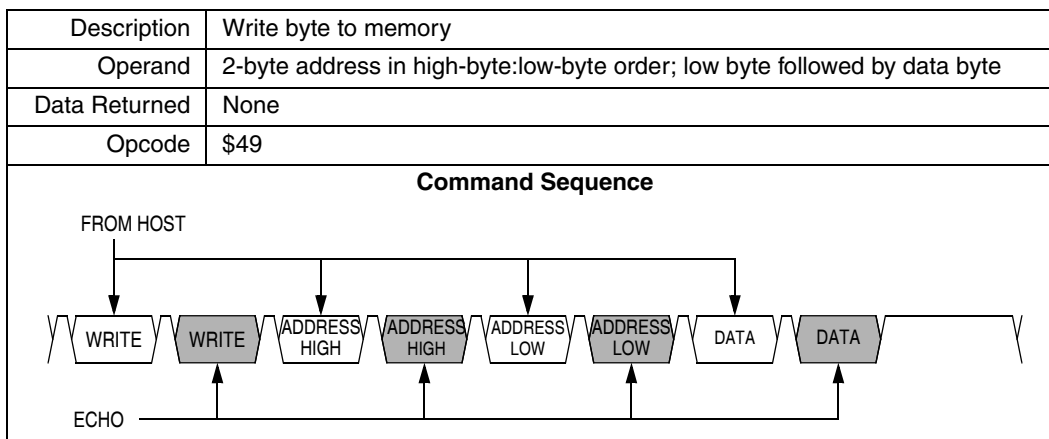 Description Write byte to memory
Operand 2-byte address in high-byte:low-byte order; low byte followed by data byte
Data Returned None
Opcode $49
Command Sequence
FROM HOST
WRITE WRITE ADDRESS HIGH ADDRESS HIGH ADDRESS LOW ADDRESS LOW DATA DATA
ECHO